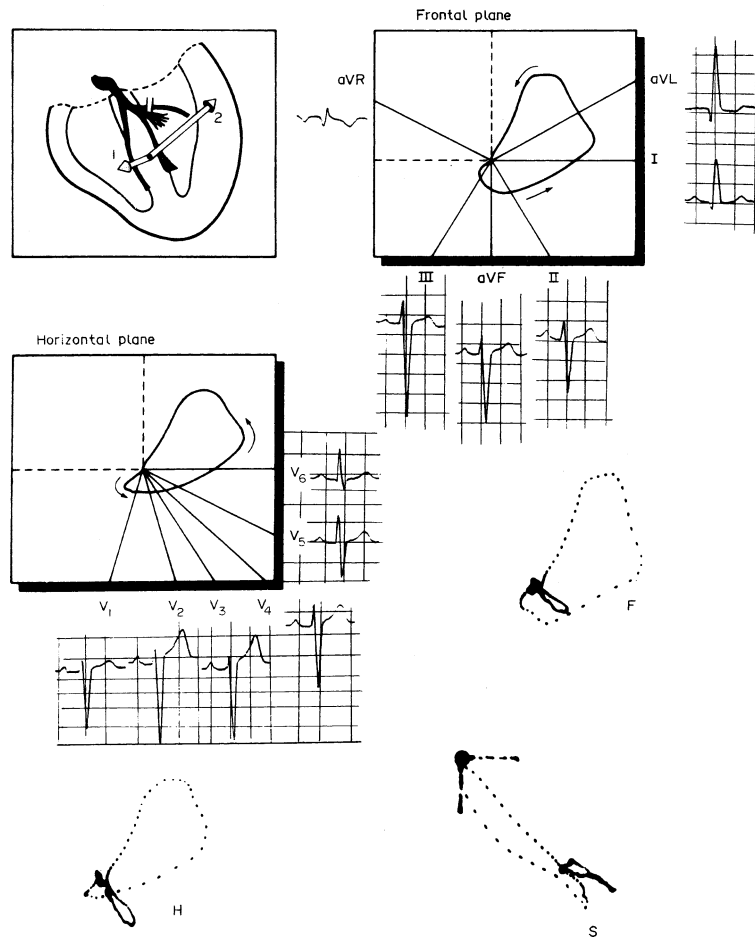 Frontal plane
aVR
aVL
1
2
I
III
aVF
II
Horizontal plane
V6
V5
F
V1
V2
V3
V4
H
S